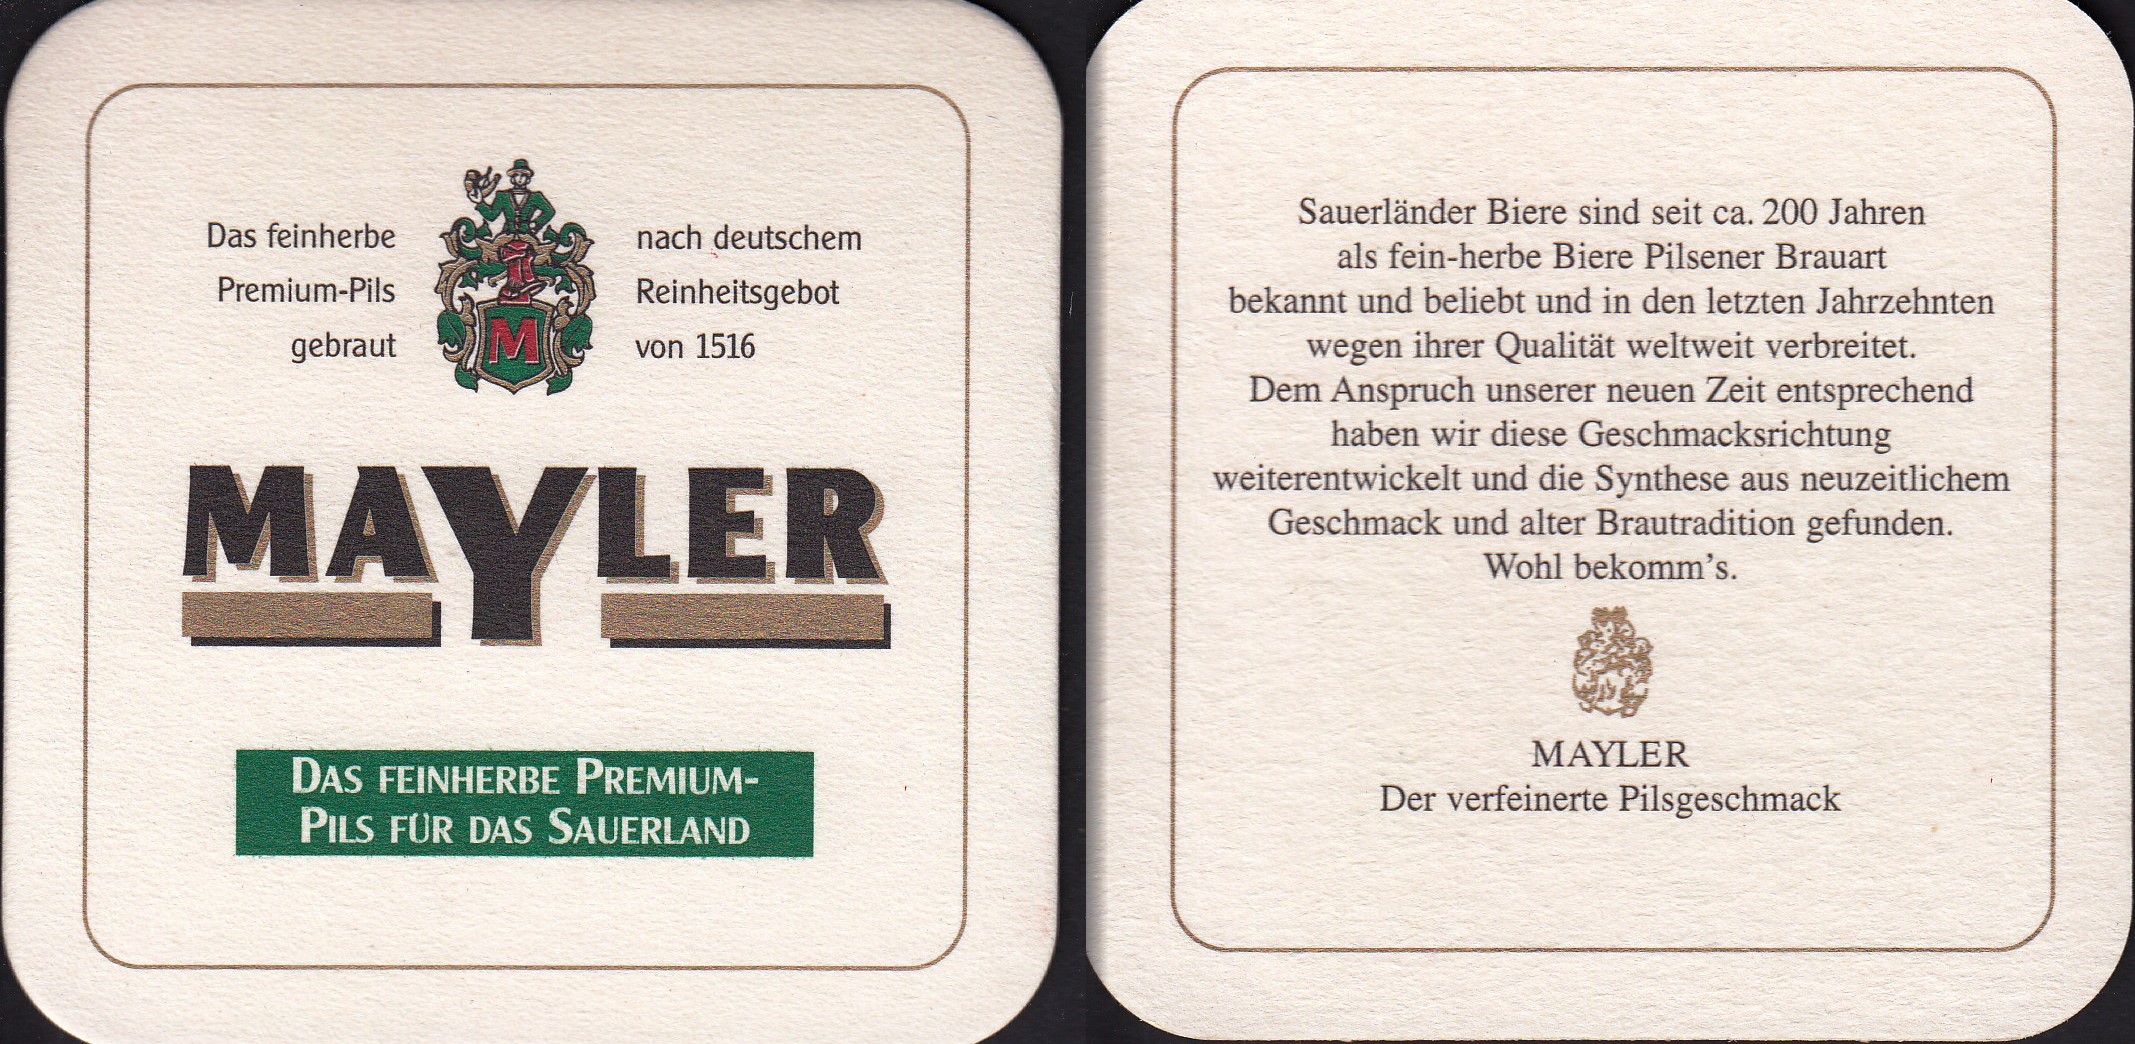 Das feinherbe
Premium-Pils
gebraut
nach deutschem
Reinheitsgebot
von 1516
M
MAYLER
DAS FEINHERBE PREMIUM-
PILS FÜR DAS SAUERLAND
Sauerländer Biere sind seit ca. 200 Jahren
als fein-herbe Biere Pilsener Brauart
bekannt und beliebt und in den letzten Jahrzehnten
wegen ihrer Qualität weltweit verbreitet.
Dem Anspruch unserer neuen Zeit entsprechend
haben wir diese Geschmacksrichtung
weiterentwickelt und die Synthese aus neuzeitlichem
Geschmack und alter Brautradition gefunden.
Wohl bekomm's.
MAYLER
Der verfeinerte Pilsgeschmack